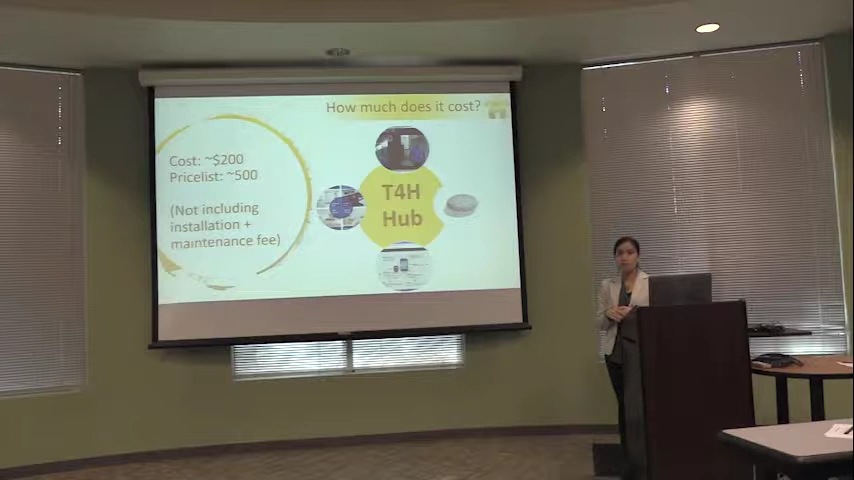 How much does it cost?
Cost: ~$200
Pricelist: ~500
(Not including
installation +
maintenance fee)
T4H
Hub